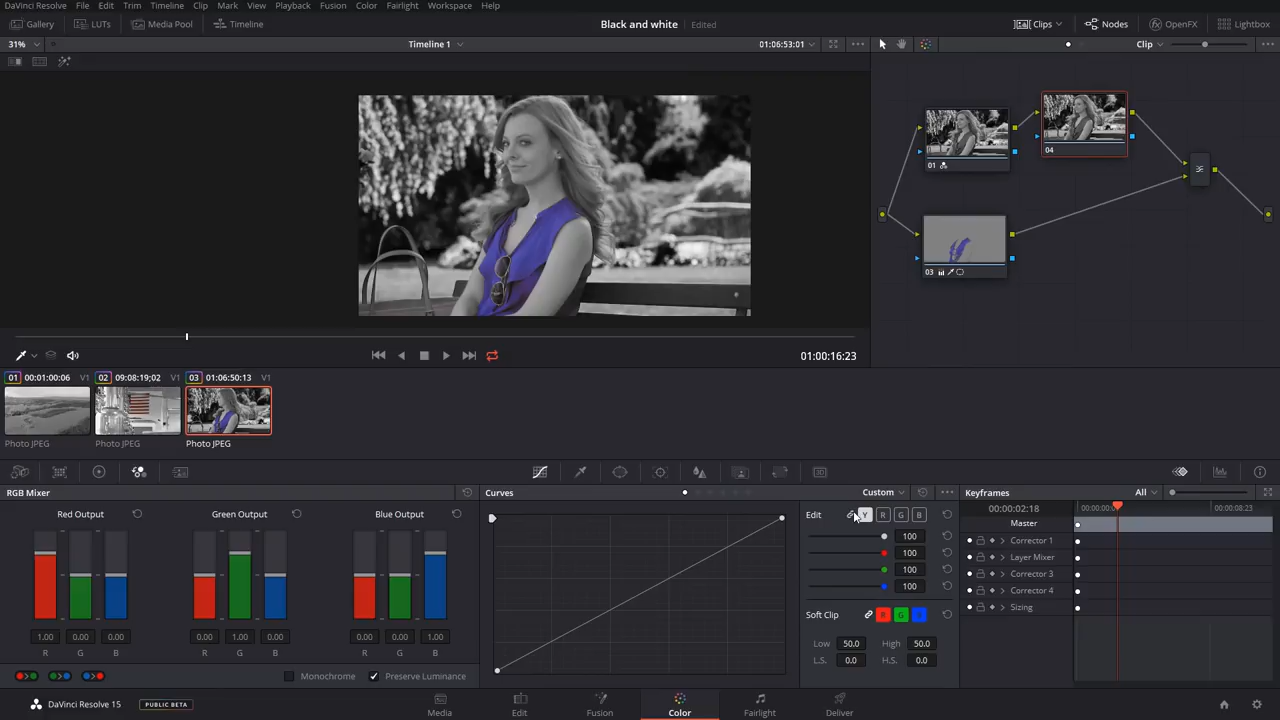 DaVinci Resolve File Edit Trim Timeline Clip Mark View Playback Fusion Color Fairlight Workspace Help
Gallery LUTs Media Pool Timeline Black and white Edited Clips Nodes OpenFX Lightbox
31% Timeline 1 01:06:53:01 Clip
01
04
03
01:00:16:23
01 00:01:00:06 V1 02 09:08:19;02 V1 03 01:06:50:13 V1
Photo JPEG Photo JPEG Photo JPEG
RGB Mixer Curves Custom Keyframes All
Red Output Green Output Blue Output
Edit Y R G B
00:00:02:18 00:00:08:23
Master
100
Corrector 1
100
Layer Mixer
100
Corrector 3
100
Corrector 4
Soft Clip R G B
Sizing
1.00 0.00 0.00 0.00 1.00 0.00 0.00 0.00 1.00
R G B R G B R G B
Low 50.0 High 50.0
L.S. 0.0 H.S. 0.0
Monochrome Preserve Luminance
DaVinci Resolve 15 PUBLIC BETA Media Edit Fusion Color Fairlight Deliver